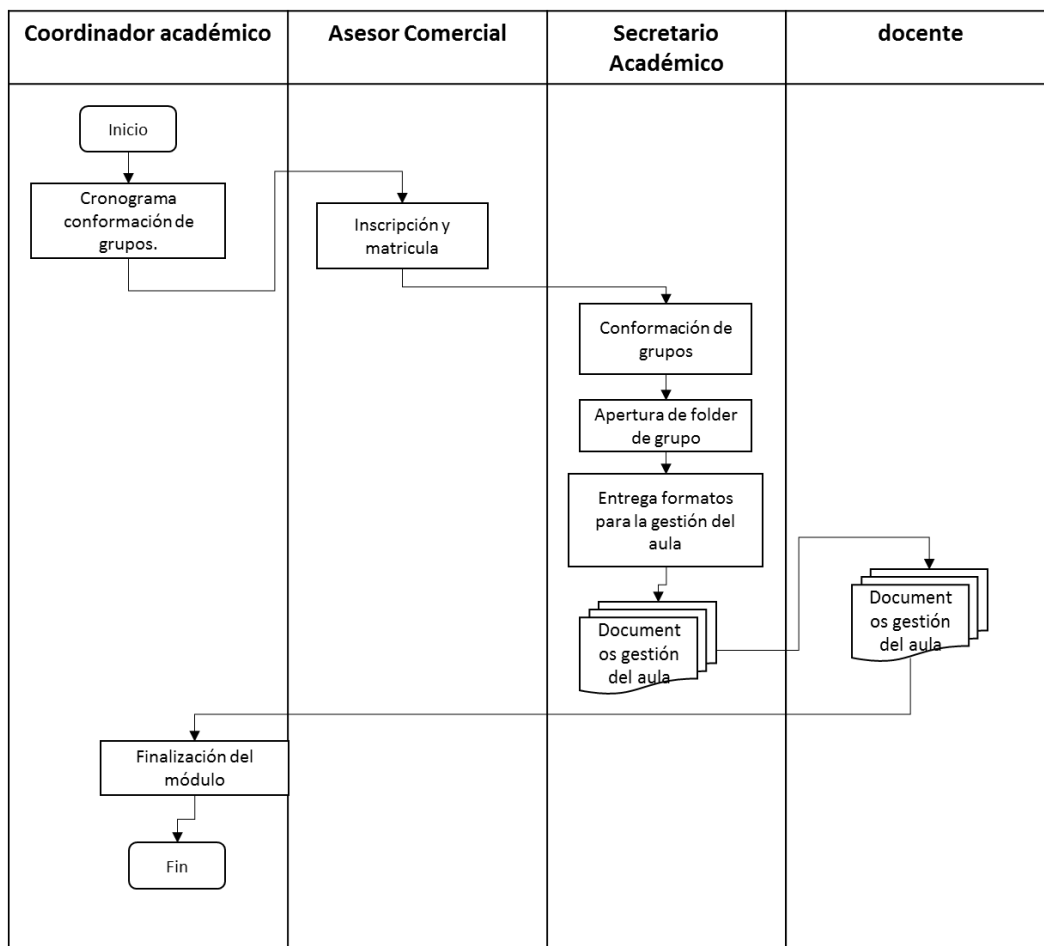 Coordinador académico
Asesor Comercial
Secretario
Académico
docente
Inicio
Cronograma
conformación de
grupos.
Inscripción y
matricula
Conformación de
grupos
Apertura de folder
de grupo
Entrega formatos
para la gestión del
aula
Document
os gestión
del aula
Document
os gestión
del aula
Finalización del
módulo
Fin